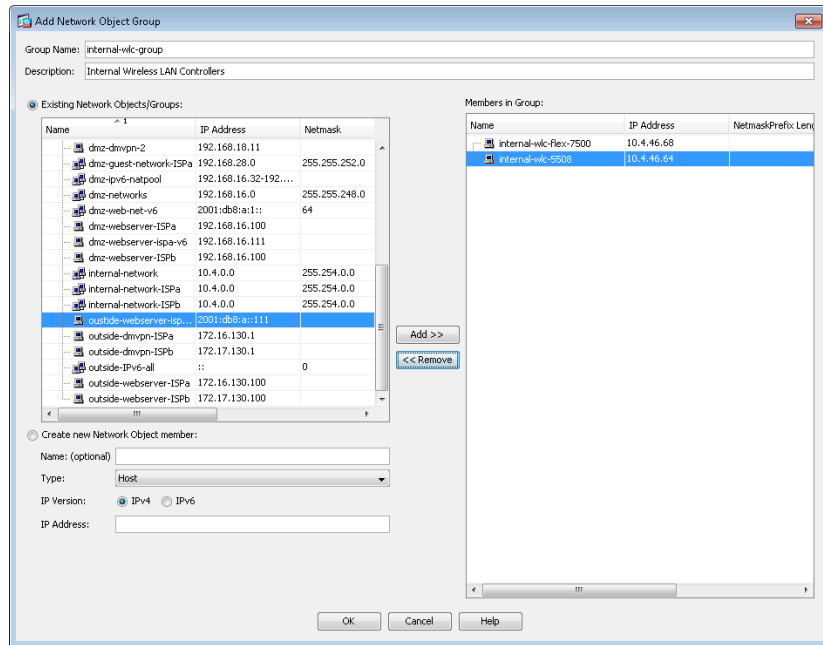 Add Network Object Group
Group Name: internal-wlc-group
Description: Internal Wireless LAN Controllers
Existing Network Objects/Groups:
1
Name IP Address Netmask
dmz-dmvpn-2 192.168.18.11
dmz-guest-network-ISPa 192.168.28.0 255.255.252.0
dmz-ipv6-natpool 192.168.16.32-192....
dmz-networks 192.168.16.0 255.255.248.0
dmz-web-net-v6 2001:db8:a:1:: 64
dmz-webserver-ISPa 192.168.16.100
dmz-webserver-ispa-v6 192.168.16.111
dmz-webserver-ISPb 192.168.16.100
internal-network 10.4.0.0 255.254.0.0
internal-network-ISPa 10.4.0.0 255.254.0.0
internal-network-ISPb 10.4.0.0 255.254.0.0
oustide-webserver-isp... 2001:db8:a::111
outside-dmvpn-ISPa 172.16.130.1
outside-dmvpn-ISPb 172.17.130.1
outside-IPv6-all :: 0
outside-webserver-ISPa 172.16.130.100
outside-webserver-ISPb 172.17.130.100
Add >>
<< Remove
Members in Group:
Name IP Address NetmaskPrefix Leng
internal-wlc-flex-7500 10.4.46.68
internal-wlc-5508 10.4.46.64
Create new Network Object member:
Name: (optional)
Type: Host
IP Version: IPv4 IPv6
IP Address:
OK Cancel Help